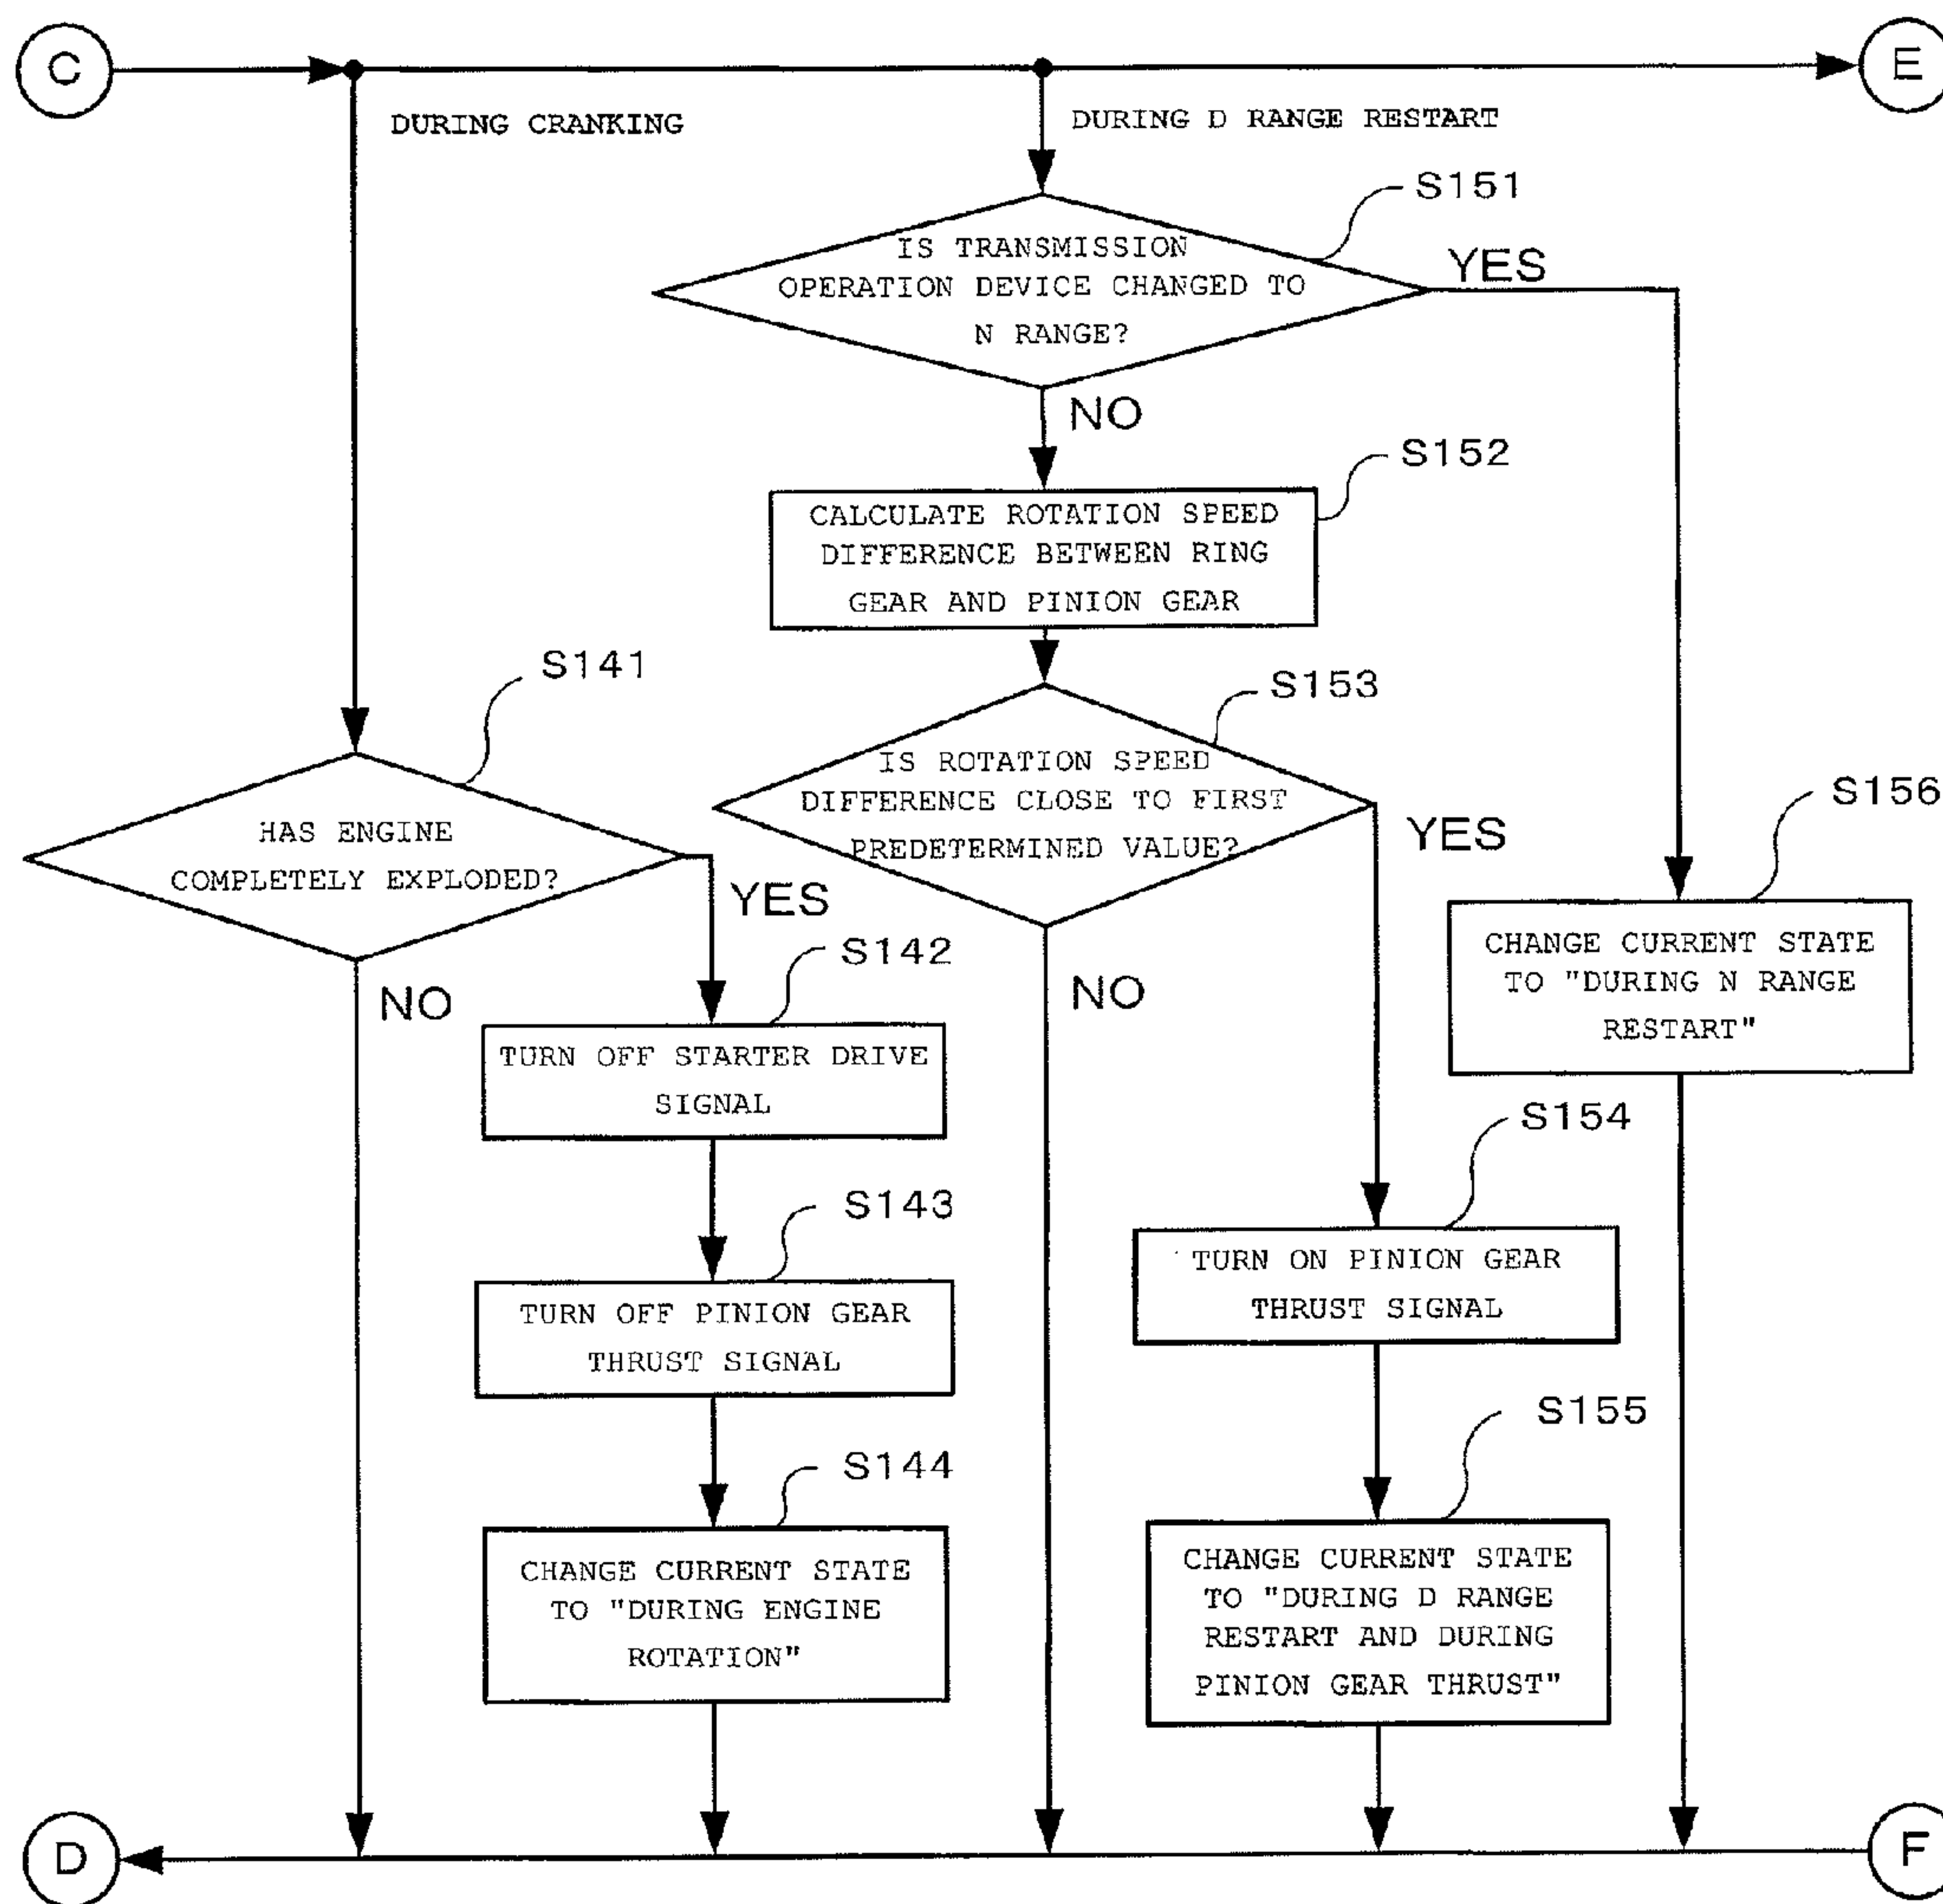 C
E
DURING CRANKING
DURING D RANGE RESTART
S151
IS TRANSMISSION
OPERATION DEVICE CHANGED TO
N RANGE?
YES
NO
S152
CALCULATE ROTATION SPEED
DIFFERENCE BETWEEN RING
GEAR AND PINION GEAR
S141
S153
IS ROTATION SPEED
DIFFERENCE CLOSE TO FIRST
PREDETERMINED VALUE?
YES
NO
HAS ENGINE
COMPLETELY EXPLODED?
YES
NO
S156
CHANGE CURRENT STATE
TO "DURING N RANGE
RESTART"
S142
TURN OFF STARTER DRIVE
SIGNAL
S154
TURN ON PINION GEAR
THRUST SIGNAL
S143
TURN OFF PINION GEAR
THRUST SIGNAL
S155
CHANGE CURRENT STATE
TO "DURING D RANGE
RESTART AND DURING
PINION GEAR THRUST"
S144
CHANGE CURRENT STATE
TO "DURING ENGINE
ROTATION"
D
F